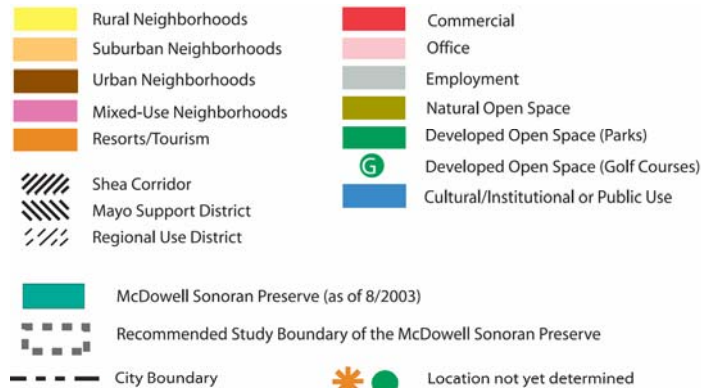 Rural Neighborhoods
Suburban Neighborhoods
Urban Neighborhoods
Mixed-Use Neighborhoods
Resorts/Tourism
Shea Corridor
Mayo Support District
Regional Use District
Commercial
Office
Employment
Natural Open Space
Developed Open Space (Parks)
G Developed Open Space (Golf Courses)
Cultural/Institutional or Public Use
McDowell Sonoran Preserve (as of 8/2003)
Recommended Study Boundary of the McDowell Sonoran Preserve
City Boundary
Location not yet determined